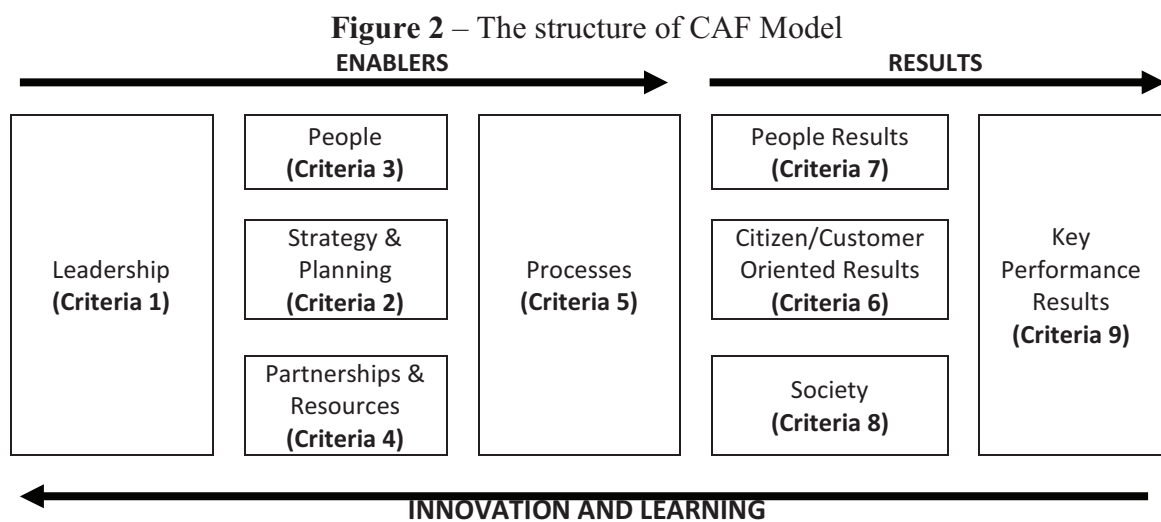 Figure 2 – The structure of CAF Model
ENABLERS
RESULTS
Leadership
(Criteria 1)
People
(Criteria 3)
Strategy &
Planning
(Criteria 2)
Partnerships &
Resources
(Criteria 4)
Processes
(Criteria 5)
People Results
(Criteria 7)
Citizen/Customer
Oriented Results
(Criteria 6)
Society
(Criteria 8)
Key
Performance
Results
(Criteria 9)
INNOVATION AND LEARNING